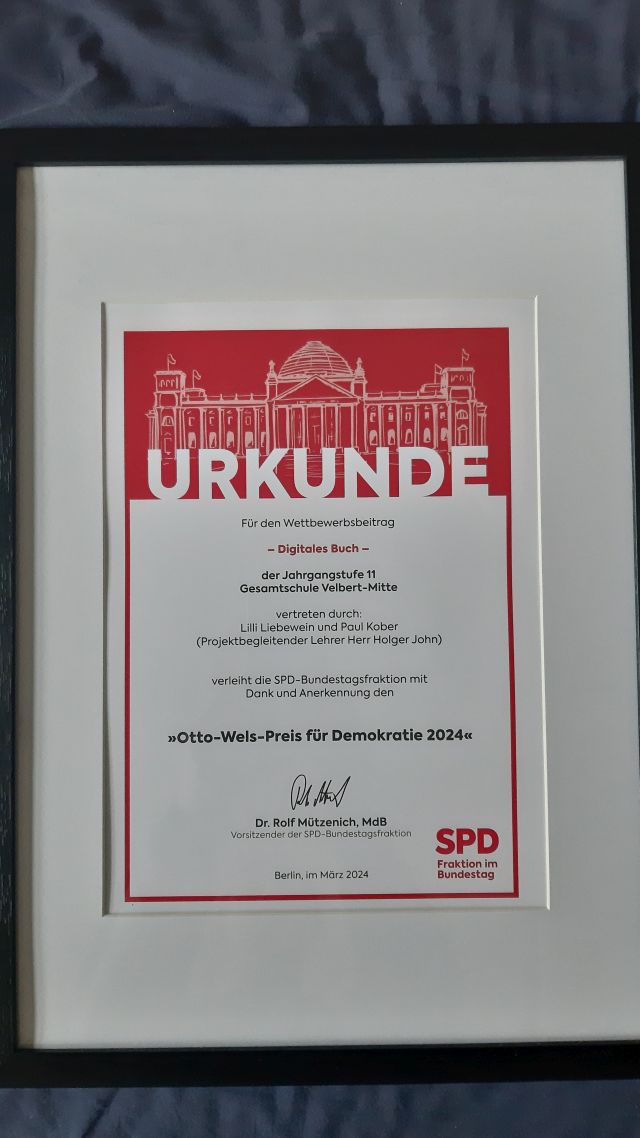 URKUNDE
Für den Wettbewerbsbeitrag
– Digitales Buch –
der Jahrgangstufe 11
Gesamtschule Velbert-Mitte
vertreten durch:
Lilli Liebewein und Paul Kober
(Projektbegleitender Lehrer Herr Holger John)
verleiht die SPD-Bundestagsfraktion mit
Dank und Anerkennung den
»Otto-Wels-Preis für Demokratie 2024«
Dr. Rolf Mützenich, MdB
Vorsitzender der SPD-Bundestagsfraktion
Berlin, im März 2024
SPD
Fraktion im
Bundestag